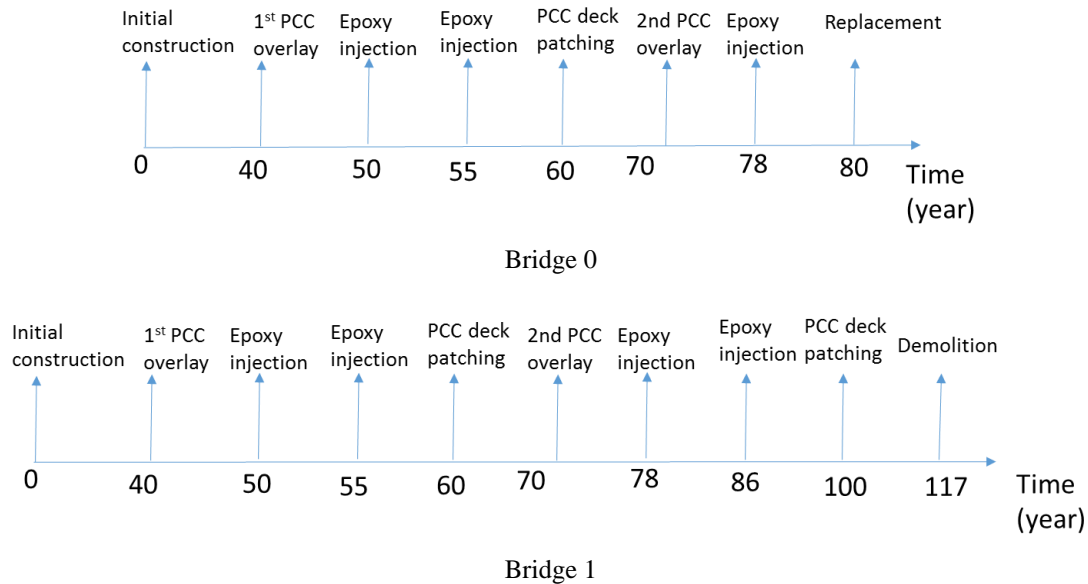 Initial construction
1st PCC overlay
Epoxy injection
Epoxy injection
PCC deck patching
2nd PCC overlay
Epoxy injection
Replacement
0 40 50 55 60 70 78 80
Time (year)
Bridge 0
Initial construction
1st PCC overlay
Epoxy injection
Epoxy injection
PCC deck patching
2nd PCC overlay
Epoxy injection
Epoxy injection
PCC deck patching
Demolition
0 40 50 55 60 70 78 86 100 117
Time (year)
Bridge 1